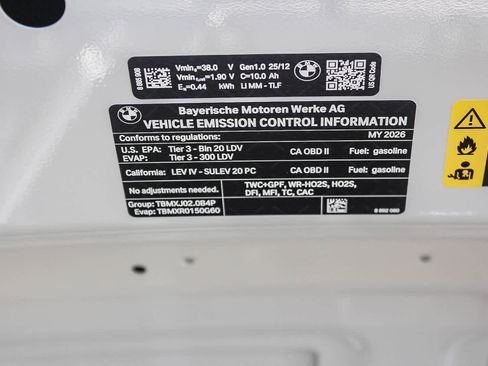 Vmin,s=38.0 V Gen1.0 25/12
Vmin,cell=1.90 V C=10.0 Ah
En=0.44 kWh LI MM - TLF
US QR Code
BMW
Bayerische Motoren Werke AG
VEHICLE EMISSION CONTROL INFORMATION
Conforms to regulations: MY 2026
U.S. EPA: Tier 3 - Bin 20 LDV CA OBD II Fuel: gasoline
EVAP: Tier 3 - 300 LDV
California: LEV IV - SULEV 20 PC CA OBD II Fuel: gasoline
No adjustments needed.
TWC+GPF, WR-HO2S, HO2S,
DFI, MFI, TC, CAC
Group: TBMXJ02.0B4P
Evap: TBMXR0150G60